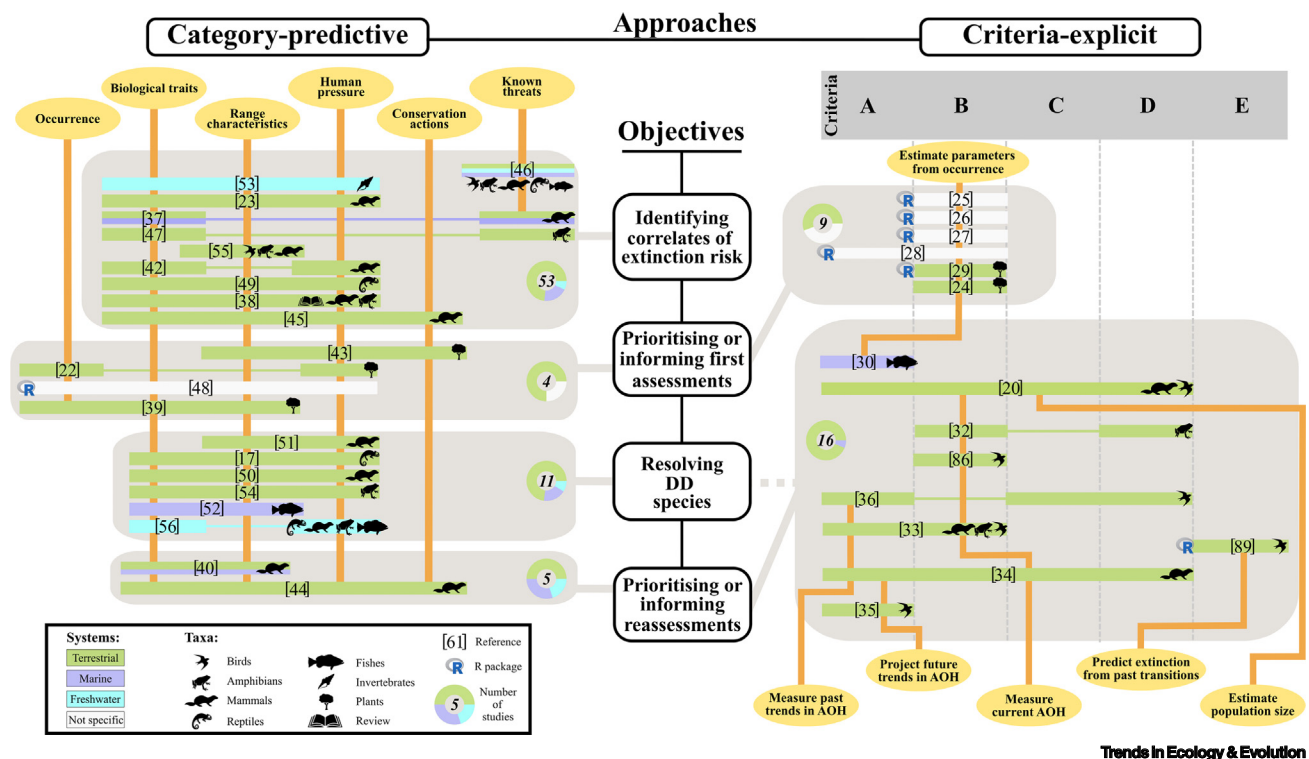 Approaches
Category-predictive
Criteria-explicit
Occurrence
Biological traits
Range
characteristics
Human
pressure
Conservation
actions
Known
threats
[53]
[23]
[37]
[47]
[55]
[42]
[49]
[38]
[45]
[46]
53
[43]
[22]
R
[48]
[39]
4
[51]
[17]
[50]
[54]
[52]
[56]
11
[40]
[44]
5
Objectives
Identifying
correlates of
extinction risk
Prioritising or
informing first
assessments
Resolving
DD
species
Prioritising or
informing
reassessments
Criteria
A
B
C
D
E
Estimate parameters
from occurrence
9
R
[25]
R
[26]
R
[27]
R
[28]
R
[29]
[24]
16
[30]
[20]
[32]
[86]
[36]
[33]
R
[89]
[34]
[35]
Measure past
trends in AOH
Project future
trends in AOH
Measure
current AOH
Predict extinction
from past transitions
Estimate
population size
Systems:
Terrestrial
Marine
Freshwater
Not specific
Taxa:
Birds
Amphibians
Mammals
Reptiles
Fishes
Invertebrates
Plants
Review
[61] Reference
R R package
5 Number of
studies
Trends in Ecology & Evolution